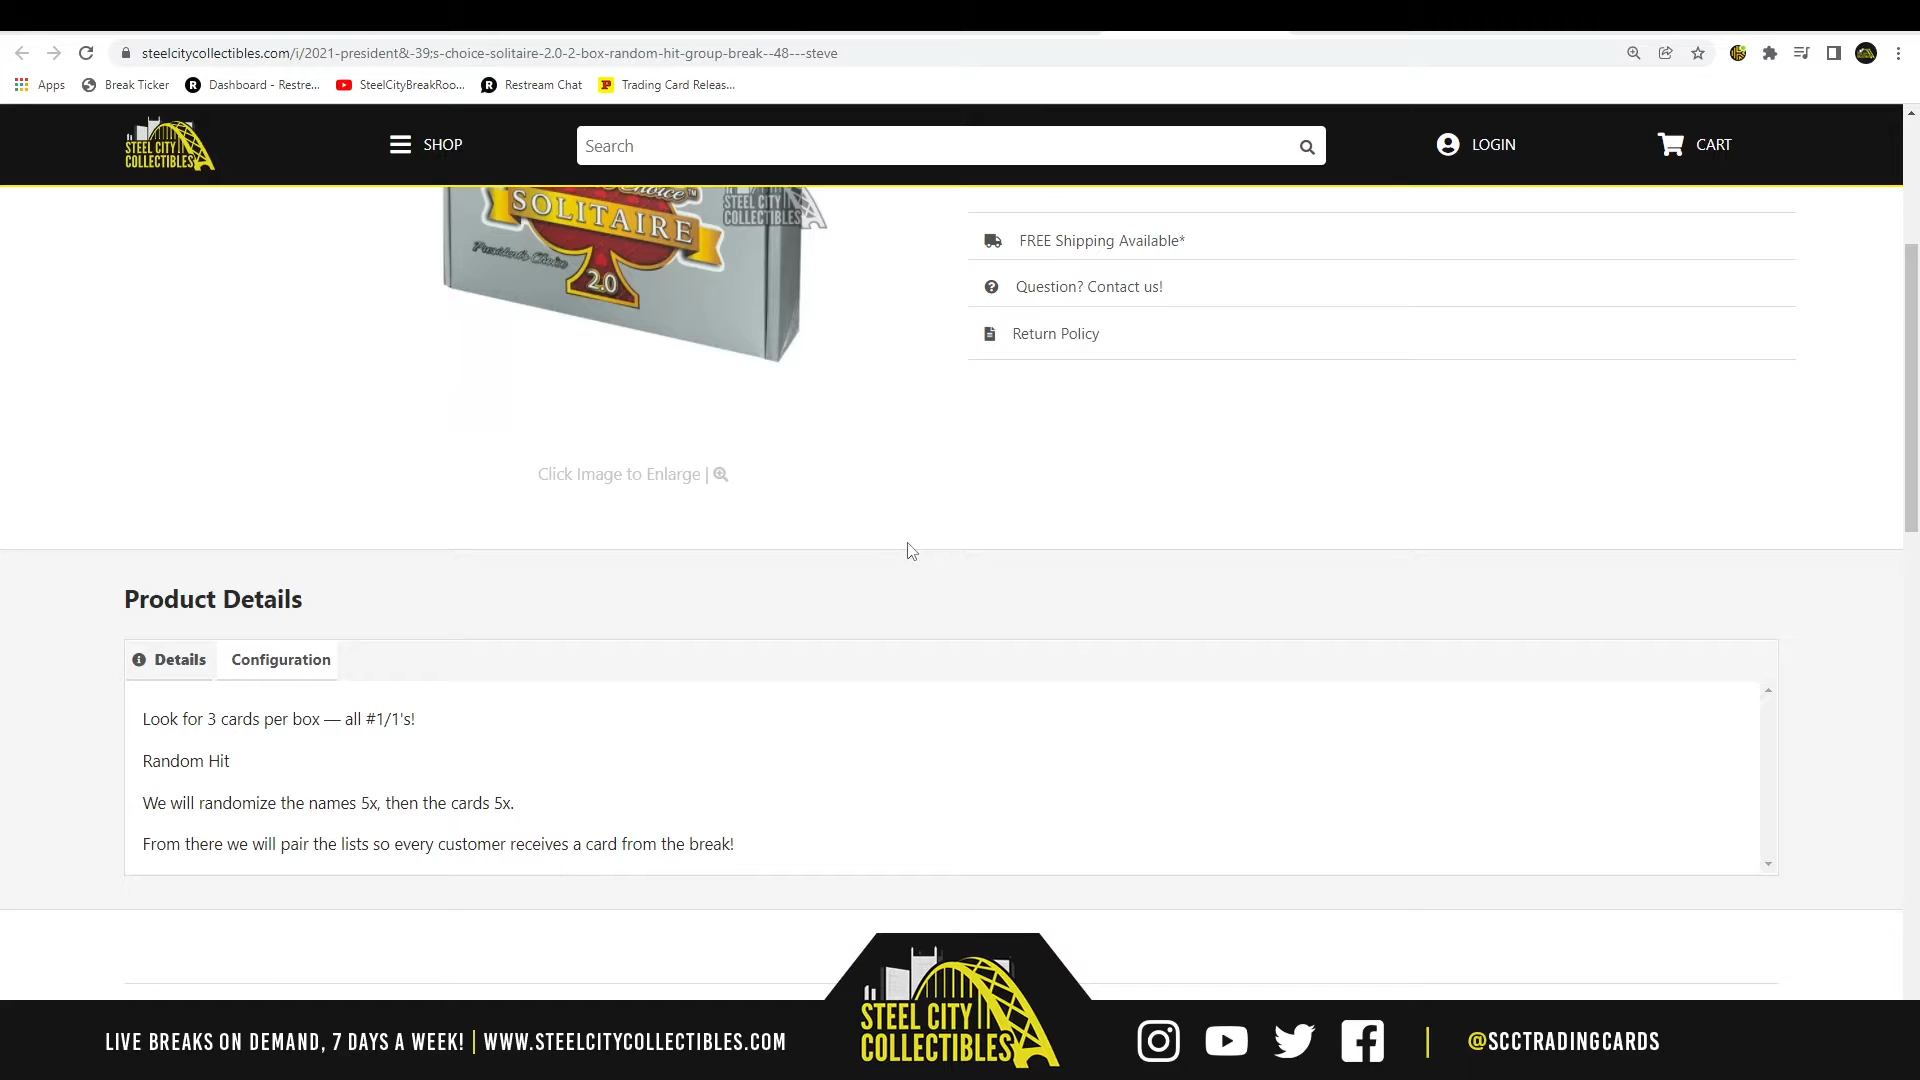 steelcitycollectibles.com/i/2021-president&-39;s-choice-solitaire-2.0-2-box-random-hit-group-break--48---steve
Apps
Break Ticker
Dashboard - Restre...
SteelCityBreakRoo...
Restream Chat
Trading Card Releas...
STEEL CITY
COLLECTIBLES
SHOP
Search
LOGIN
CART
Choice
SOLITAIRE
President's Choice
2.0
STEEL CITY
COLLECTIBLES
FREE Shipping Available*
Question? Contact us!
Return Policy
Click Image to Enlarge |
Product Details
Details
Configuration
Look for 3 cards per box — all #1/1's!
Random Hit
We will randomize the names 5x, then the cards 5x.
From there we will pair the lists so every customer receives a card from the break!
LIVE BREAKS ON DEMAND, 7 DAYS A WEEK! | WWW.STEELCITYCOLLECTIBLES.COM
STEEL CITY
COLLECTIBLES
| @SCCTRADINGCARDS